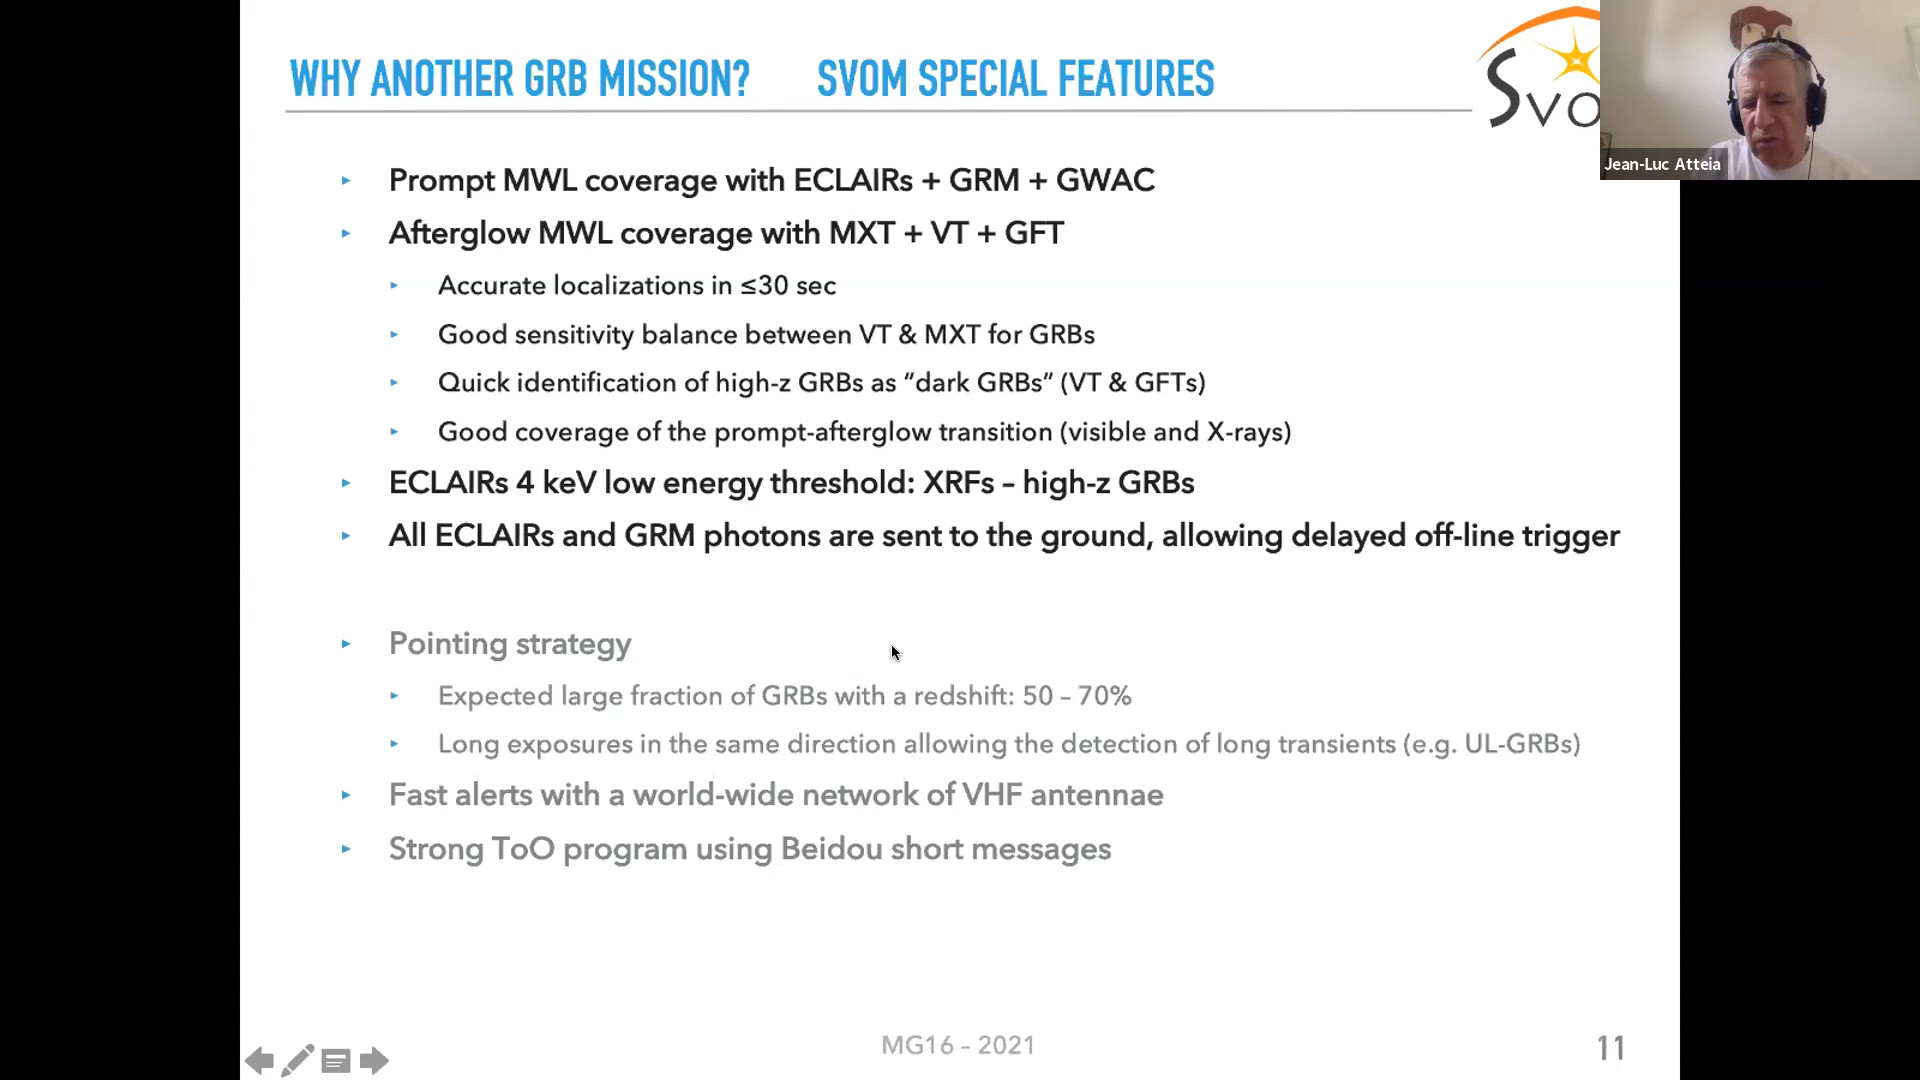 WHY ANOTHER GRB MISSION? SVOM SPECIAL FEATURES
SVO
Jean-Luc Atteia
▸ Prompt MWL coverage with ECLAIRs + GRM + GWAC
▸ Afterglow MWL coverage with MXT + VT + GFT
▸ Accurate localizations in ≤30 sec
▸ Good sensitivity balance between VT & MXT for GRBs
▸ Quick identification of high-z GRBs as “dark GRBs” (VT & GFTs)
▸ Good coverage of the prompt-afterglow transition (visible and X-rays)
▸ ECLAIRs 4 keV low energy threshold: XRFs – high-z GRBs
▸ All ECLAIRs and GRM photons are sent to the ground, allowing delayed off-line trigger
▸ Pointing strategy
▸ Expected large fraction of GRBs with a redshift: 50 – 70%
▸ Long exposures in the same direction allowing the detection of long transients (e.g. UL-GRBs)
▸ Fast alerts with a world-wide network of VHF antennae
▸ Strong ToO program using Beidou short messages
MG16 – 2021
11